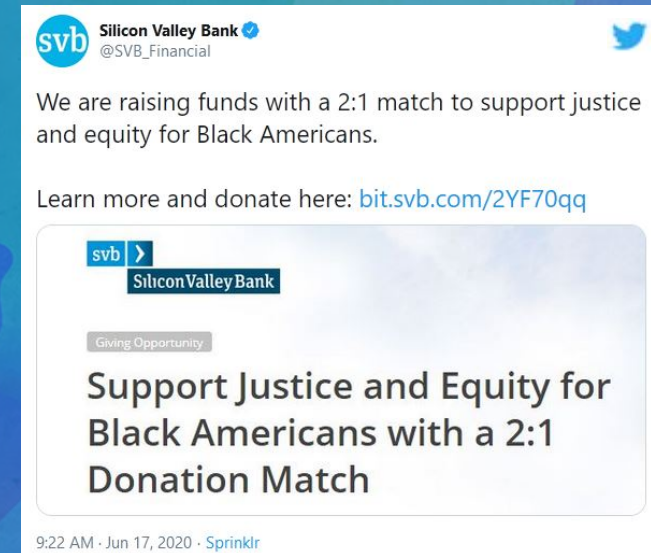 svb
Silicon Valley Bank
@SVB_Financial
We are raising funds with a 2:1 match to support justice
and equity for Black Americans.
Learn more and donate here: bit.svb.com/2YF70qq
svb >
Silicon Valley Bank
Giving Opportunity
Support Justice and Equity for
Black Americans with a 2:1
Donation Match
9:22 AM · Jun 17, 2020 · Sprinklr